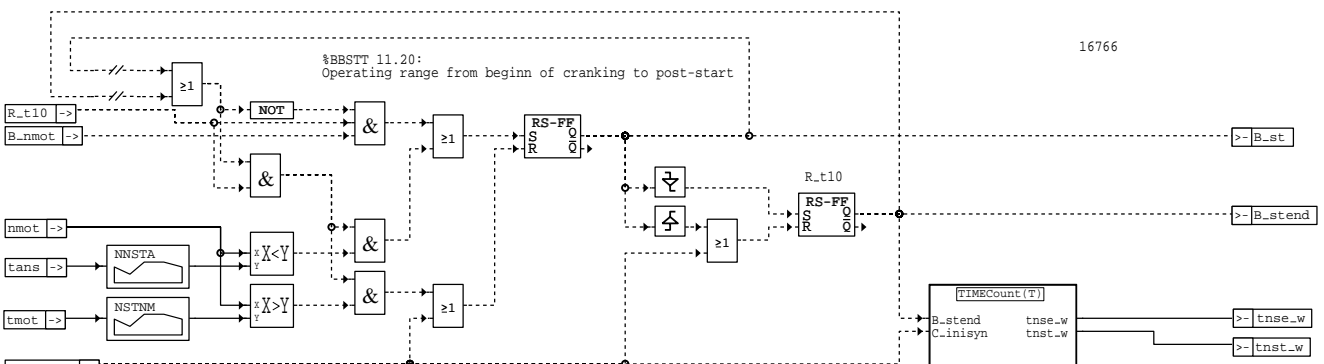 16766
%BBSTT 11.20:
Operating range from beginn of cranking to post-start
≥1
R_t10 ->
NOT
B_nmot ->
&
≥1
RS-FF
S Q
R Q
>- B_st
&
R_t10
RS-FF
S Q
R Q
>- B_stend
nmot ->
&
≥1
NNSTA
X X<Y
Y
tans ->
NSTNM
X X>Y
Y
&
≥1
tmot ->
TIMECount(T)
B_stend tnse_w
C_inisyn tnst_w
>- tnse_w
>- tnst_w